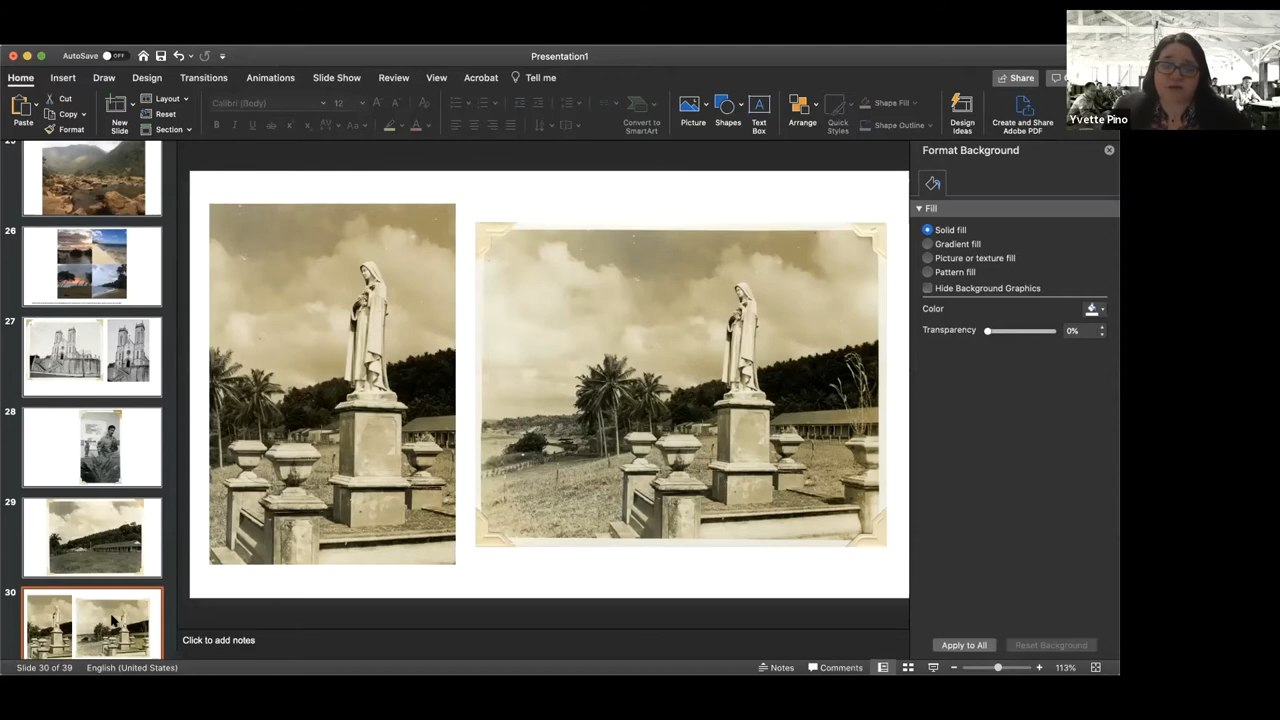 AutoSave OFF
Presentation1
Home Insert Draw Design Transitions Animations Slide Show Review View Acrobat Tell me
Share
Paste
Cut
Copy
Format
New Slide
Layout
Reset
Section
Calibri (Body) 12
Convert to SmartArt
Picture
Shapes
Text Box
Arrange
Quick Styles
Shape Fill
Shape Outline
Design Ideas
Create and Share Adobe PDF
Yvette Pino
25
26
27
28
29
30
Format Background
Fill
Solid fill
Gradient fill
Picture or texture fill
Pattern fill
Hide Background Graphics
Color
Transparency 0%
Apply to All Reset Background
Click to add notes
Slide 30 of 39 English (United States) Notes Comments 113%